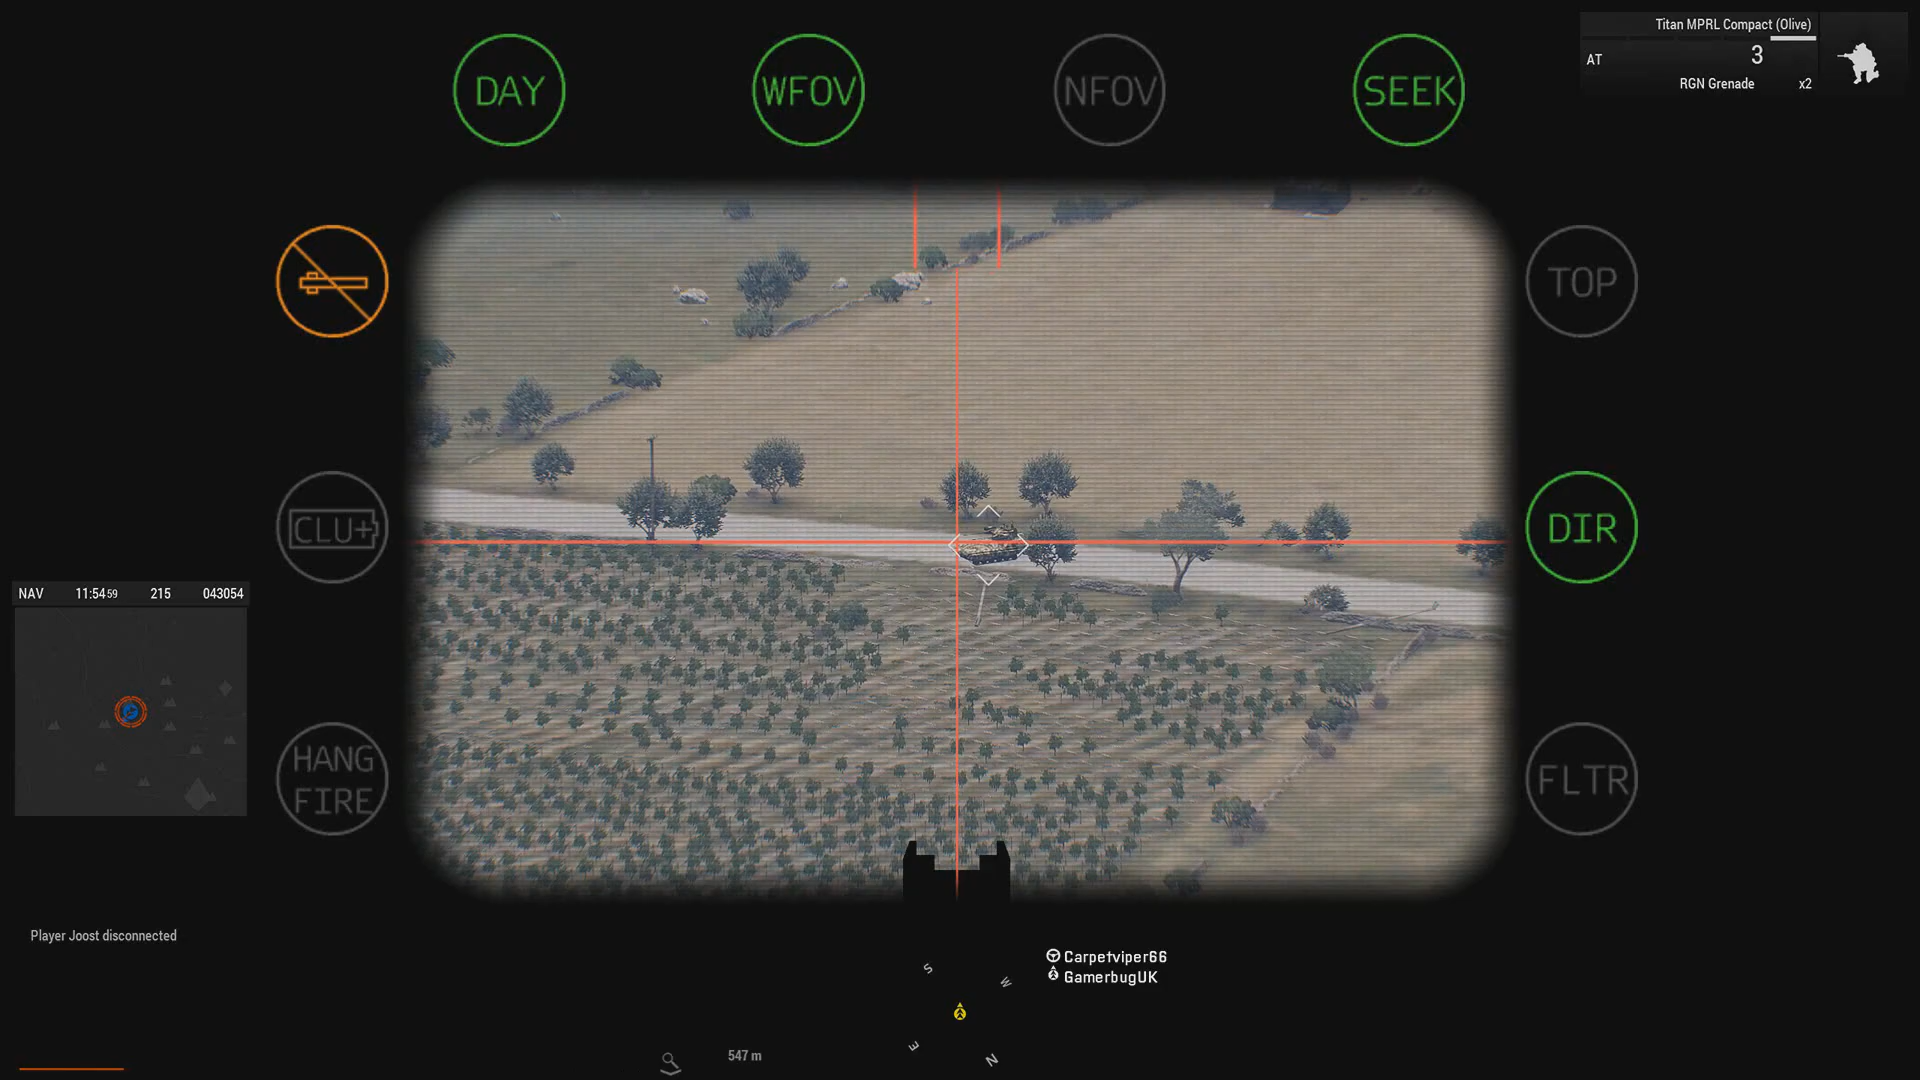 Titan MPRL Compact (Olive)
AT 3
RGN Grenade x2
DAY WFOV NFOV SEEK
TOP
CLU+
DIR
NAV 11:54 59 215 043054
HANG
FIRE
FLTR
Player Joost disconnected
Carpetviper66
GamerbugUK
S W
E N
547 m